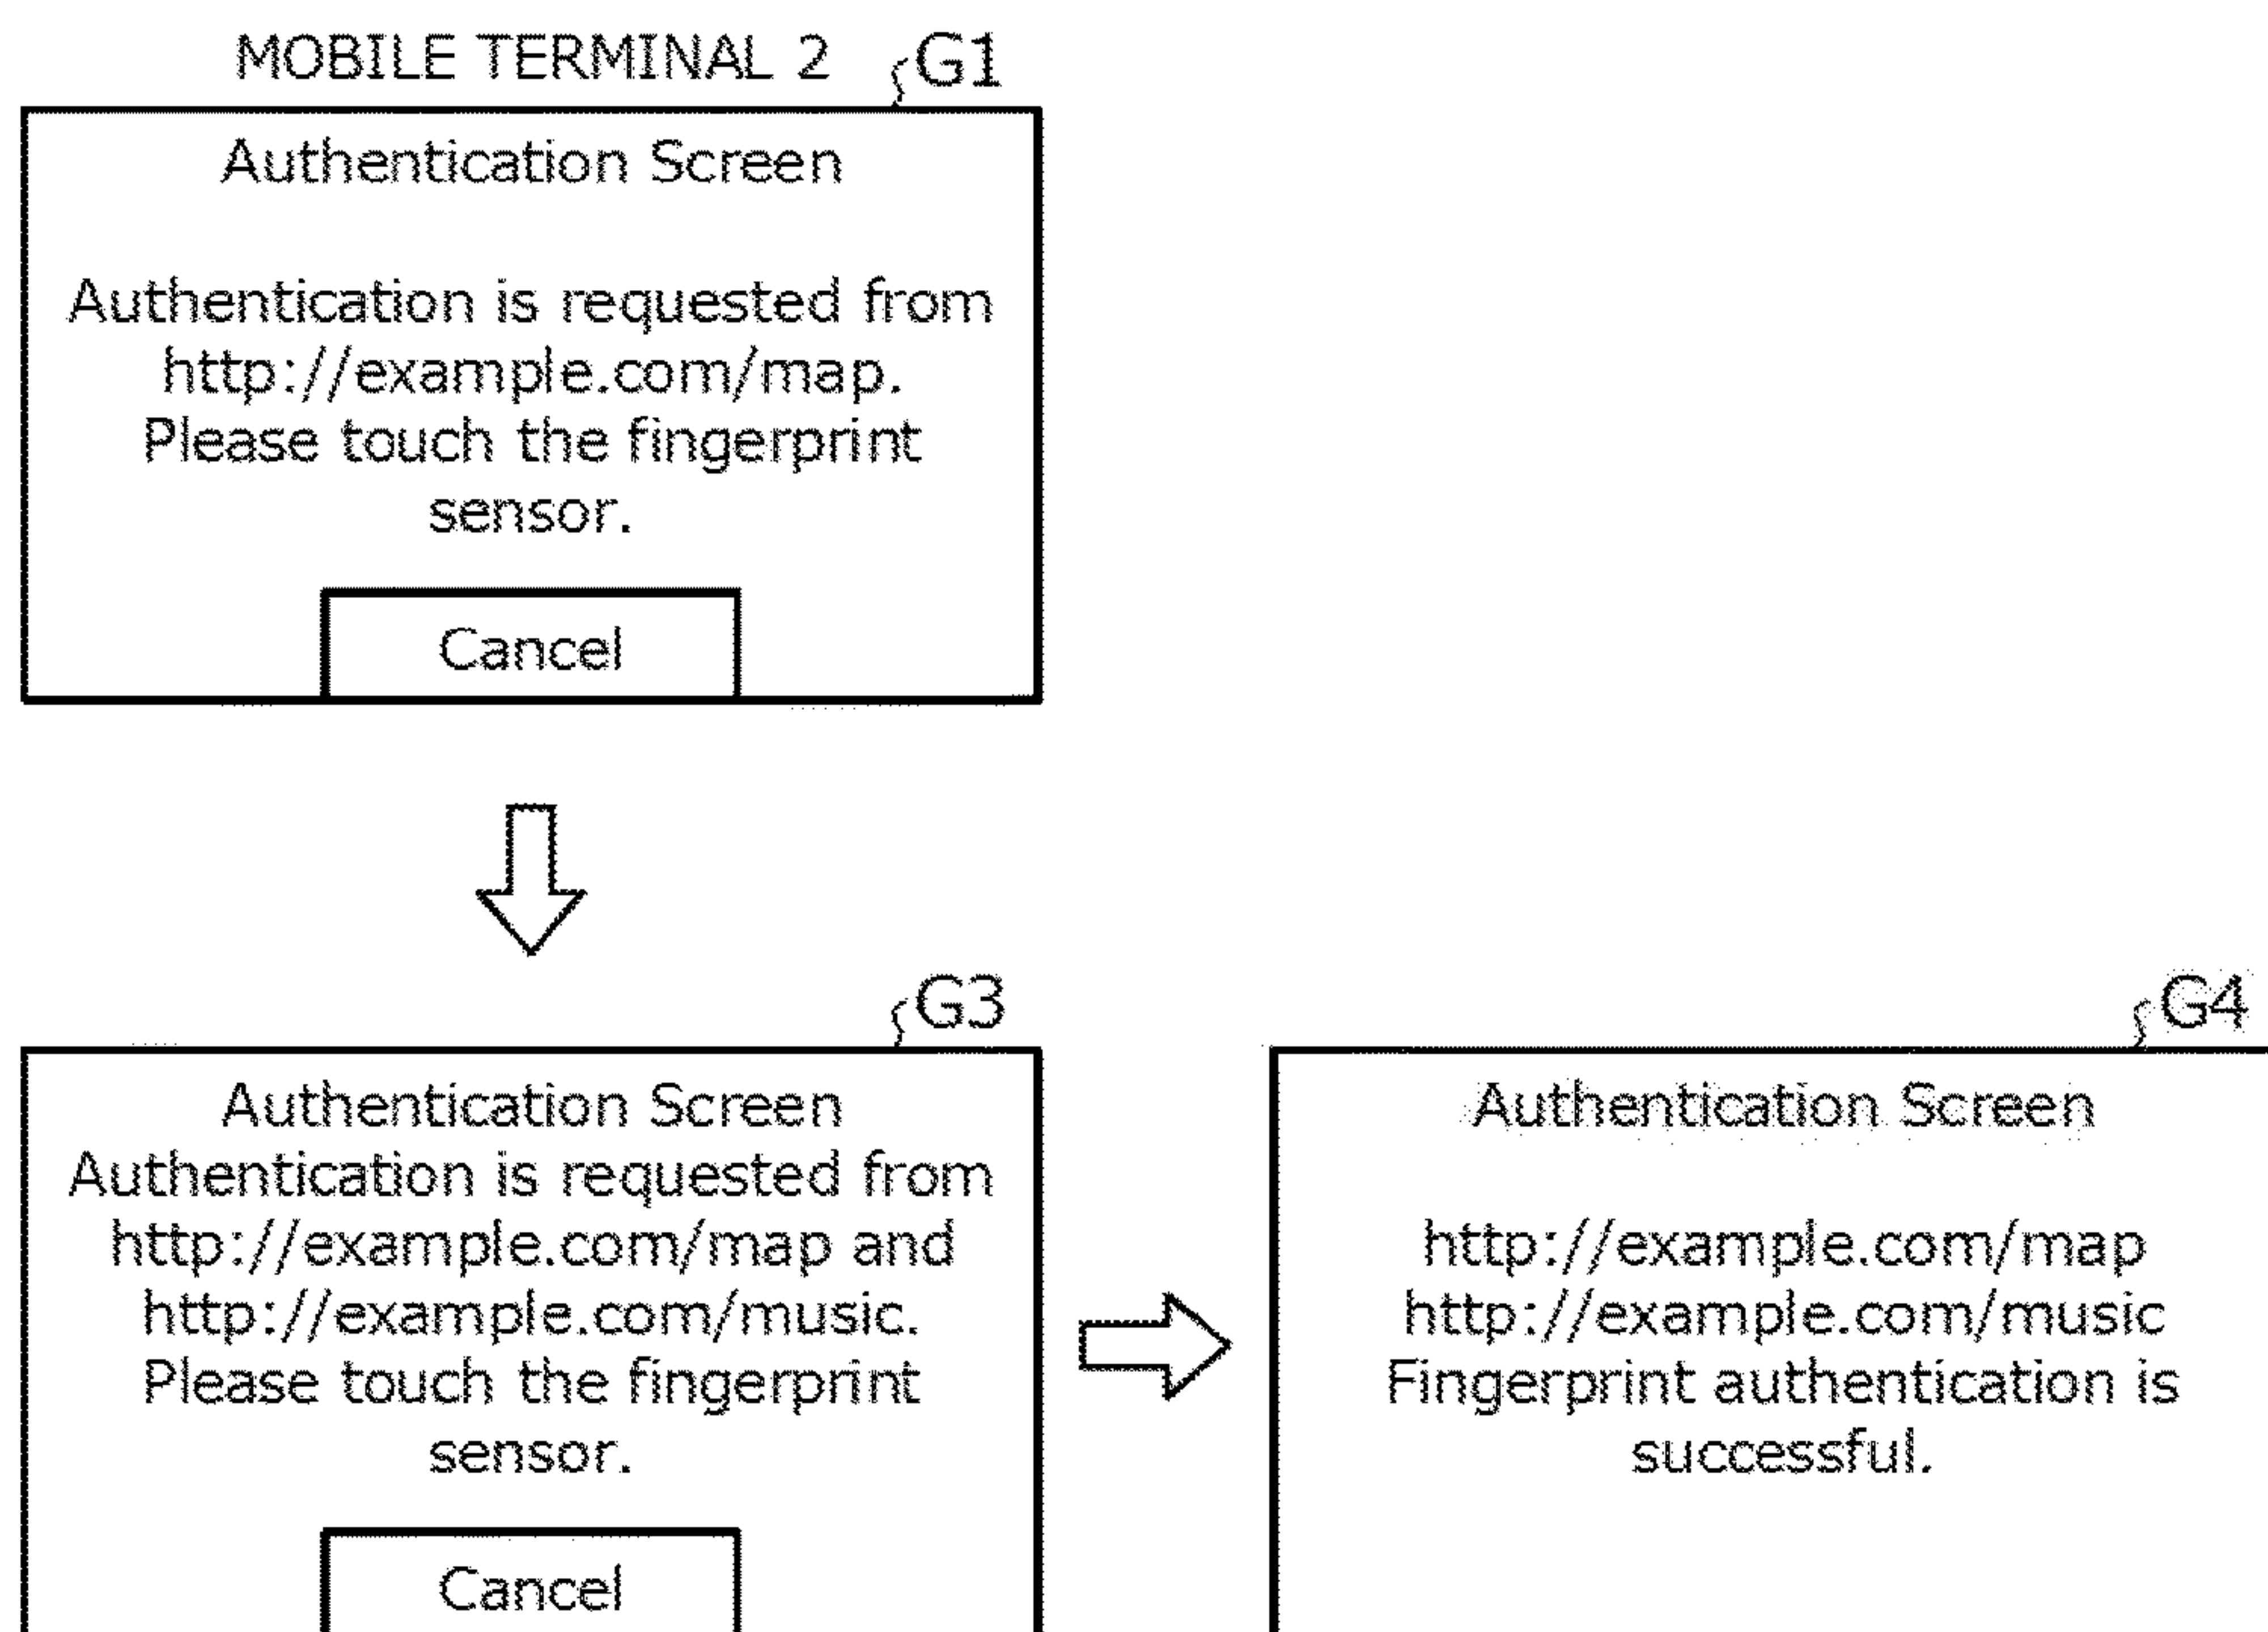 MOBILE TERMINAL 2
G1
Authentication Screen
Authentication is requested from
http://example.com/map.
Please touch the fingerprint
sensor.
Cancel
G3
Authentication Screen
Authentication is requested from
http://example.com/map and
http://example.com/music.
Please touch the fingerprint
sensor.
Cancel
G4
Authentication Screen
http://example.com/map
http://example.com/music
Fingerprint authentication is
successful.